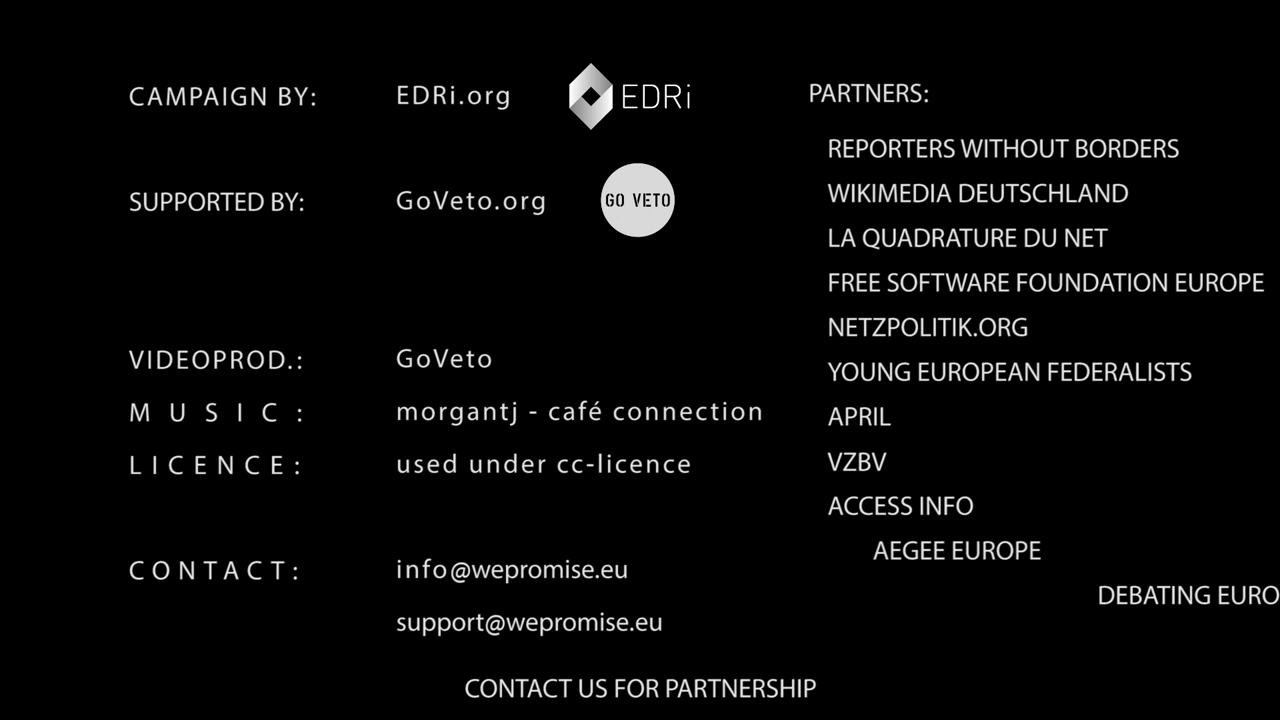 CAMPAIGN BY: EDRi.org EDRi
SUPPORTED BY: GoVeto.org GO VETO
VIDEOPROD.: GoVeto
MUSIC: morgantj - café connection
LICENCE: used under cc-licence
CONTACT: info@wepromise.eu
support@wepromise.eu
PARTNERS:
REPORTERS WITHOUT BORDERS
WIKIMEDIA DEUTSCHLAND
LA QUADRATURE DU NET
FREE SOFTWARE FOUNDATION EUROPE
NETZPOLITIK.ORG
YOUNG EUROPEAN FEDERALISTS
APRIL
VZBV
ACCESS INFO
AEGEE EUROPE
DEBATING EURO
CONTACT US FOR PARTNERSHIP